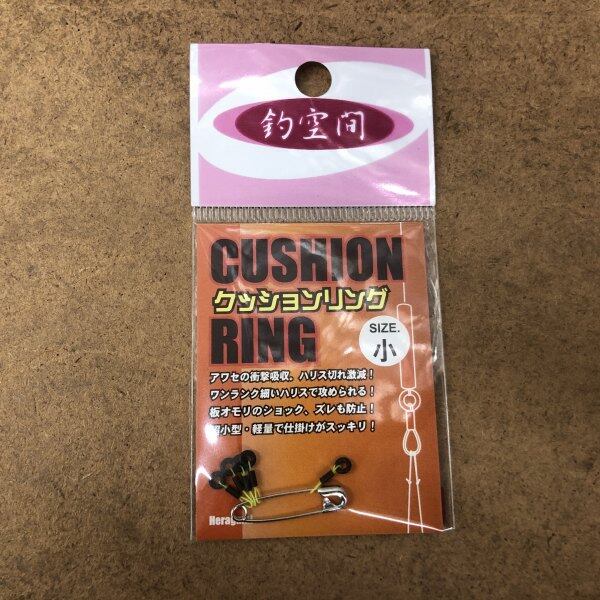 釣空間
CUSHION
クッションリング
RING
SIZE.
小
アワセの衝撃吸収、ハリス切れ激減!
ワンランク細いハリスで攻められる!
板オモリのショック、ズレも防止!
小型・軽量で仕掛けがスッキリ!